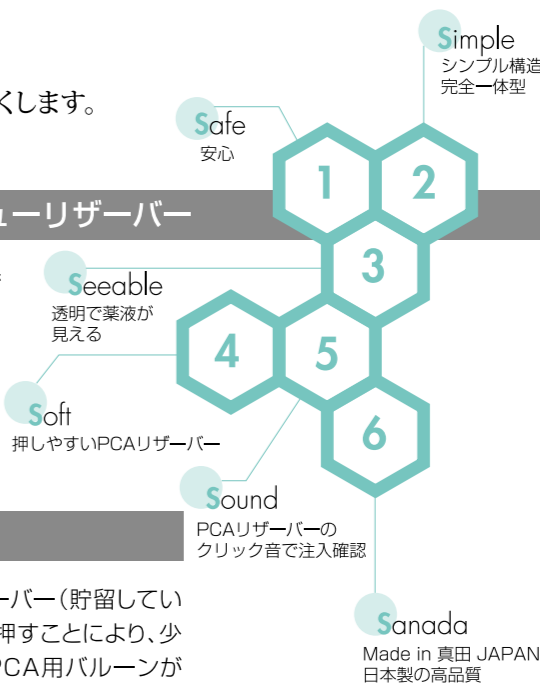 Simple
シンプル構造
完全一体型
くします。
Safe
安心
1
2
ューリザーバー
3
Seeable
透明で薬液が
見える
4
5
Soft
押しやすいPCAリザーバー
6
Sound
PCAリザーバーの
クリック音で注入確認
ーバー（貯留してい
押すことにより、少
PCA用バルーンが
Sanada
Made in 真田 JAPAN
日本製の高品質